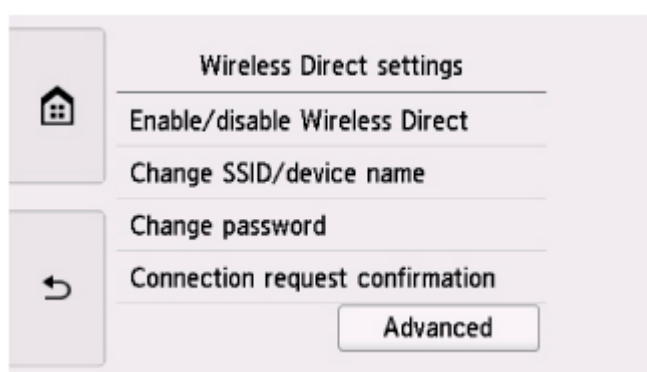 Wireless Direct settings
Enable/disable Wireless Direct
Change SSID/device name
Change password
Connection request confirmation
Advanced